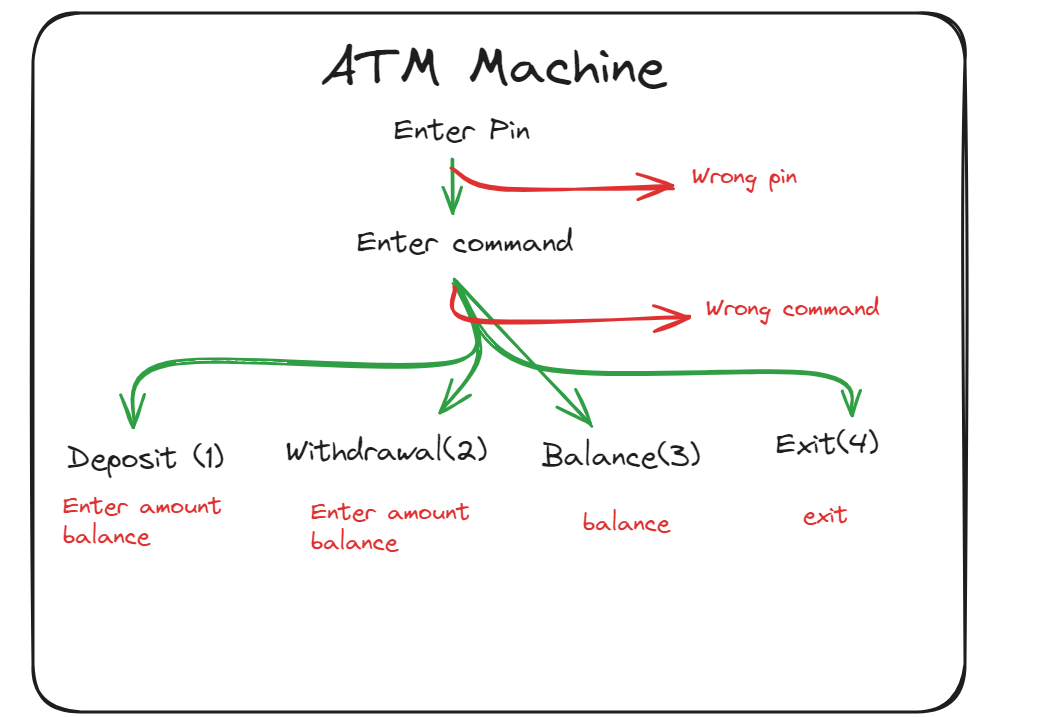 ATM Machine
Enter Pin
Wrong pin
Enter command
Wrong command
Deposit (1)
Withdrawal(2)
Balance(3)
Exit(4)
Enter amount
balance
Enter amount
balance
balance
exit